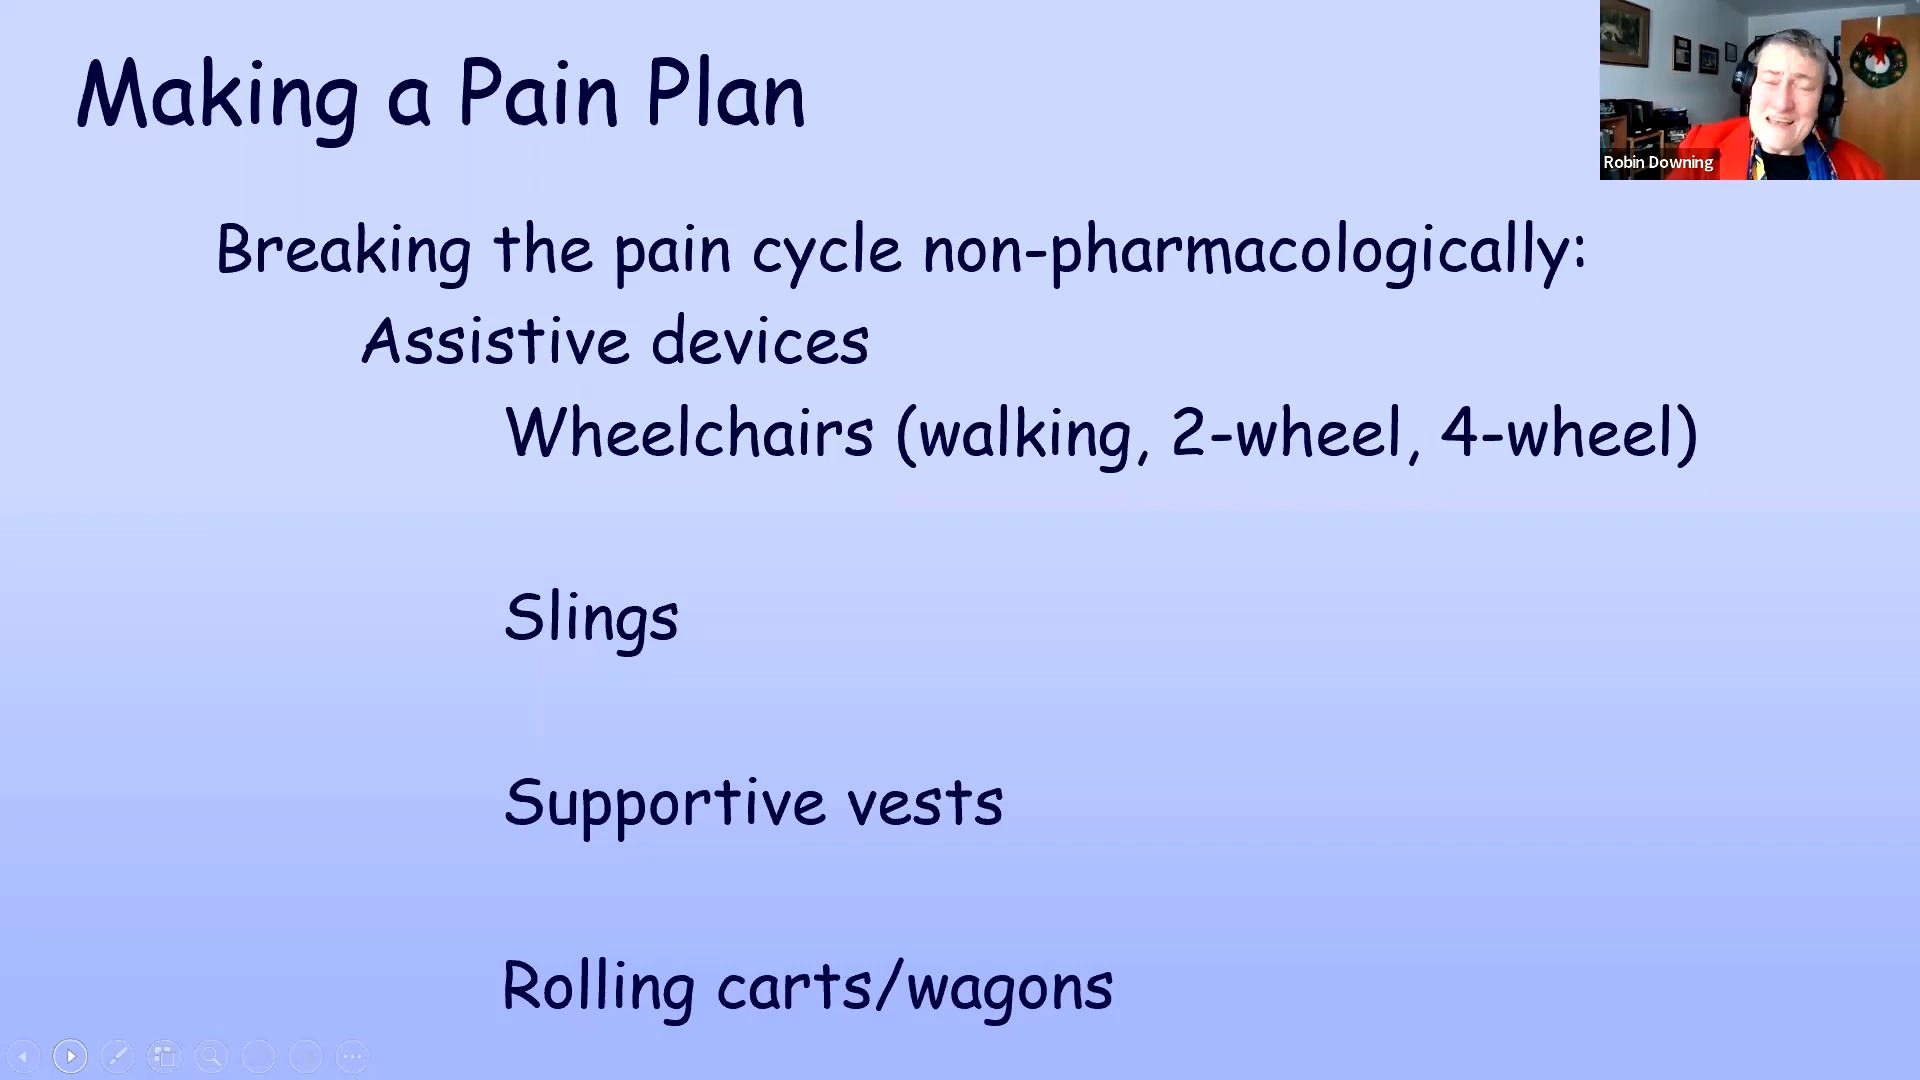 Making a Pain Plan
Robin Downing
Breaking the pain cycle non-pharmacologically:
Assistive devices
Wheelchairs (walking, 2-wheel, 4-wheel)
Slings
Supportive vests
Rolling carts/wagons